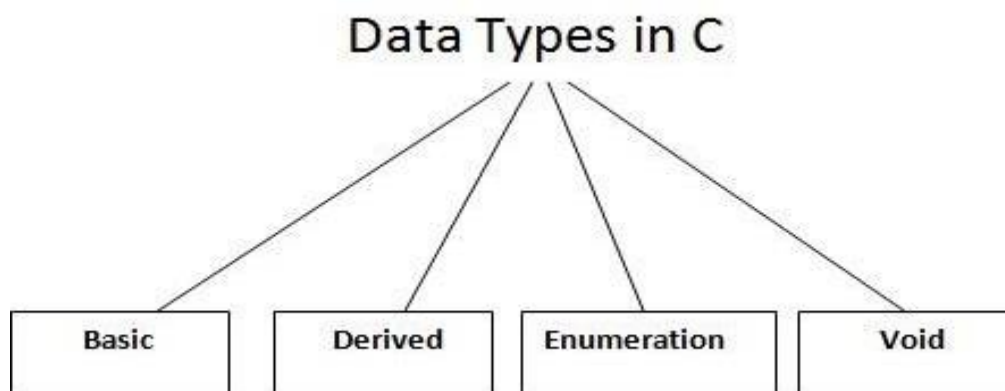 Data Types in C
Basic
Derived
Enumeration
Void